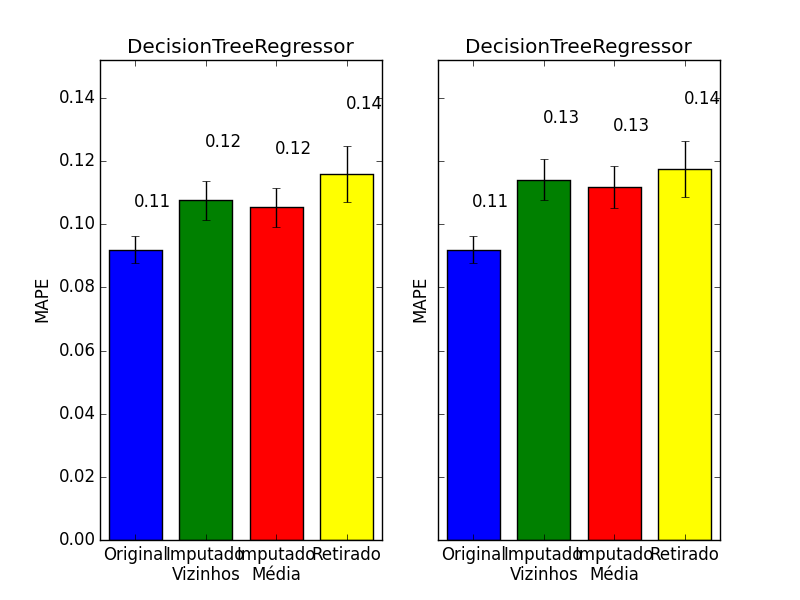 DecisionTreeRegressor
0.14
0.12
0.10
0.08
0.06
0.04
0.02
0.00
MAPE
0.11
0.12
0.12
0.14
Original
Imputado
Vizinhos
Imputado
Média
Retirado
DecisionTreeRegressor
MAPE
0.11
0.13
0.13
0.14
Original
Imputado
Vizinhos
Imputado
Média
Retirado